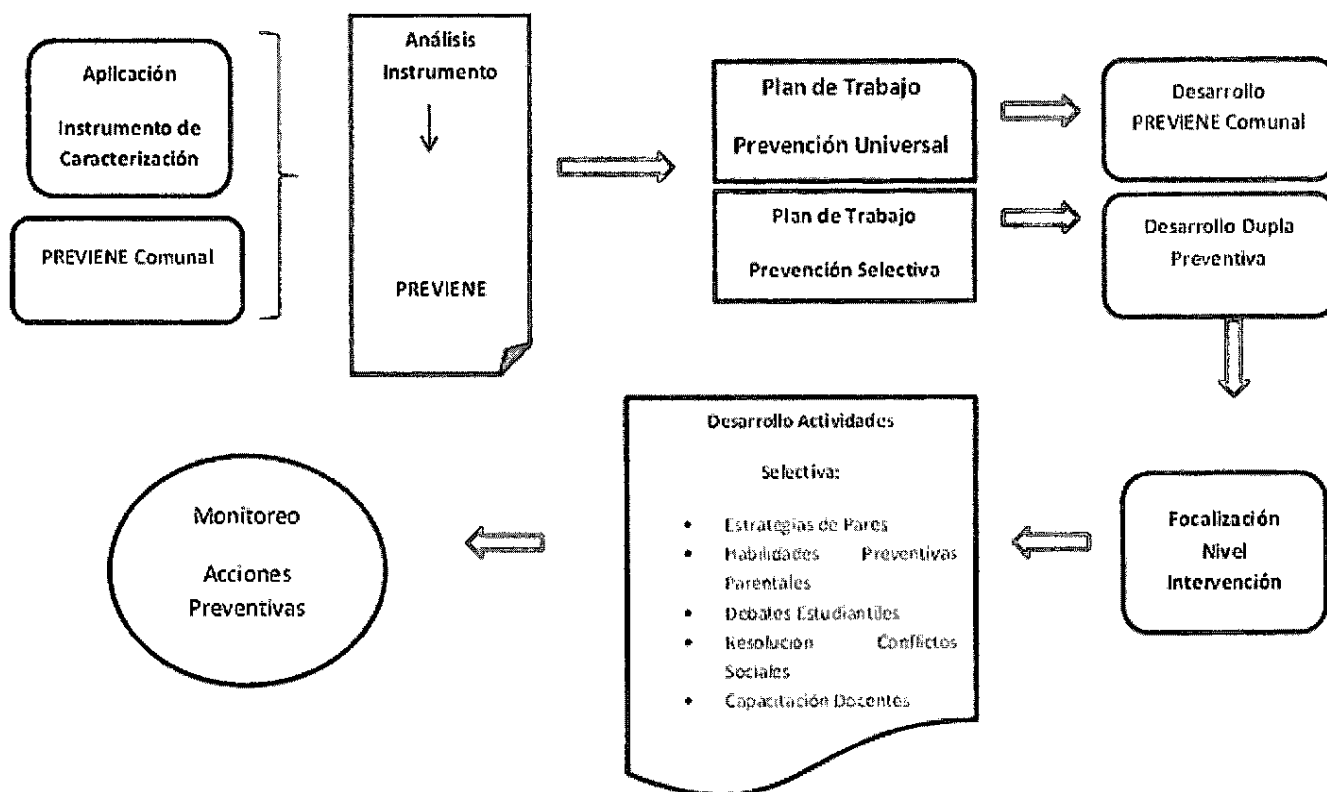 Aplicación
Instrumento de
Caracterización
PREVIENE Comunal
Análisis
Instrumento
PREVIENE
Plan de Trabajo
Prevención Universal
Plan de Trabajo
Prevención Selectiva
Desarrollo
PREVIENE Comunal
Desarrollo Dupla
Preventiva
Focalización
Nivel
Intervención
Desarrollo Actividades
Selectiva:
• Estrategias de Pares
• Habilidades Preventivas
Parentales
• Debates Estudiantiles
• Resolución Conflictos
Sociales
• Capacitación Docentes
Monitoreo
Acciones
Preventivas